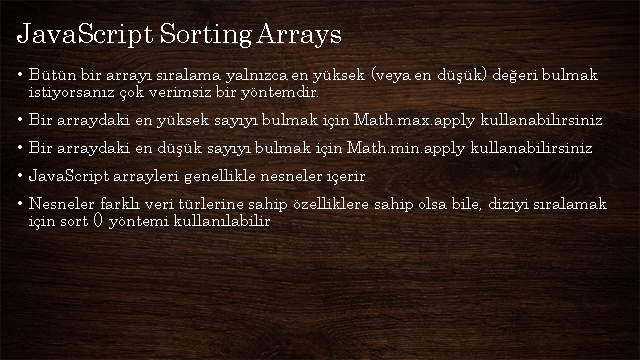 JavaScript Sorting Arrays
• Bütün bir arrayı sıralama yalnızca en yüksek (veya en düşük) değeri bulmak
istiyorsanız çok verimsiz bir yöntemdir.
• Bir arraydaki en yüksek sayıyı bulmak için Math.max.apply kullanabilirsiniz
• Bir arraydaki en düşük sayıyı bulmak için Math.min.apply kullanabilirsiniz
• JavaScript arrayleri genellikle nesneler içerir
• Nesneler farklı veri türlerine sahip özelliklere sahip olsa bile, diziyi sıralamak
için sort () yöntemi kullanılabilir